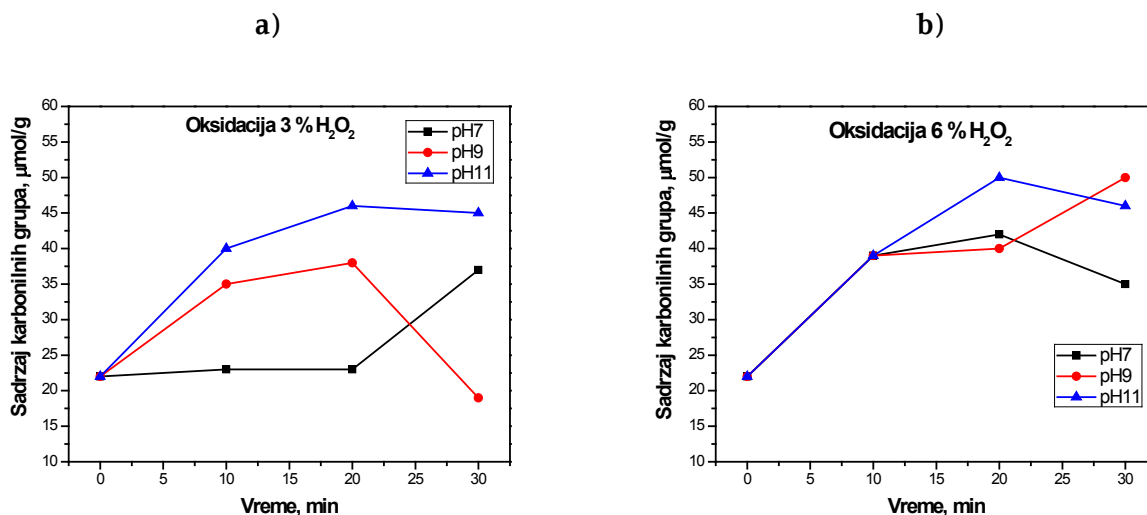 a)
b)
Oksidacija 3 % H₂O₂
pH7
pH9
pH11
Sadrzaj karbonilnih grupa, µmol/g
60
55
50
45
40
35
30
25
20
15
10
0
5
10
15
20
25
30
Vreme, min
Oksidacija 6 % H₂O₂
pH7
pH9
pH11
Sadrzaj karbonilnih grupa, µmol/g
60
55
50
45
40
35
30
25
20
15
10
0
5
10
15
20
25
30
Vreme, min